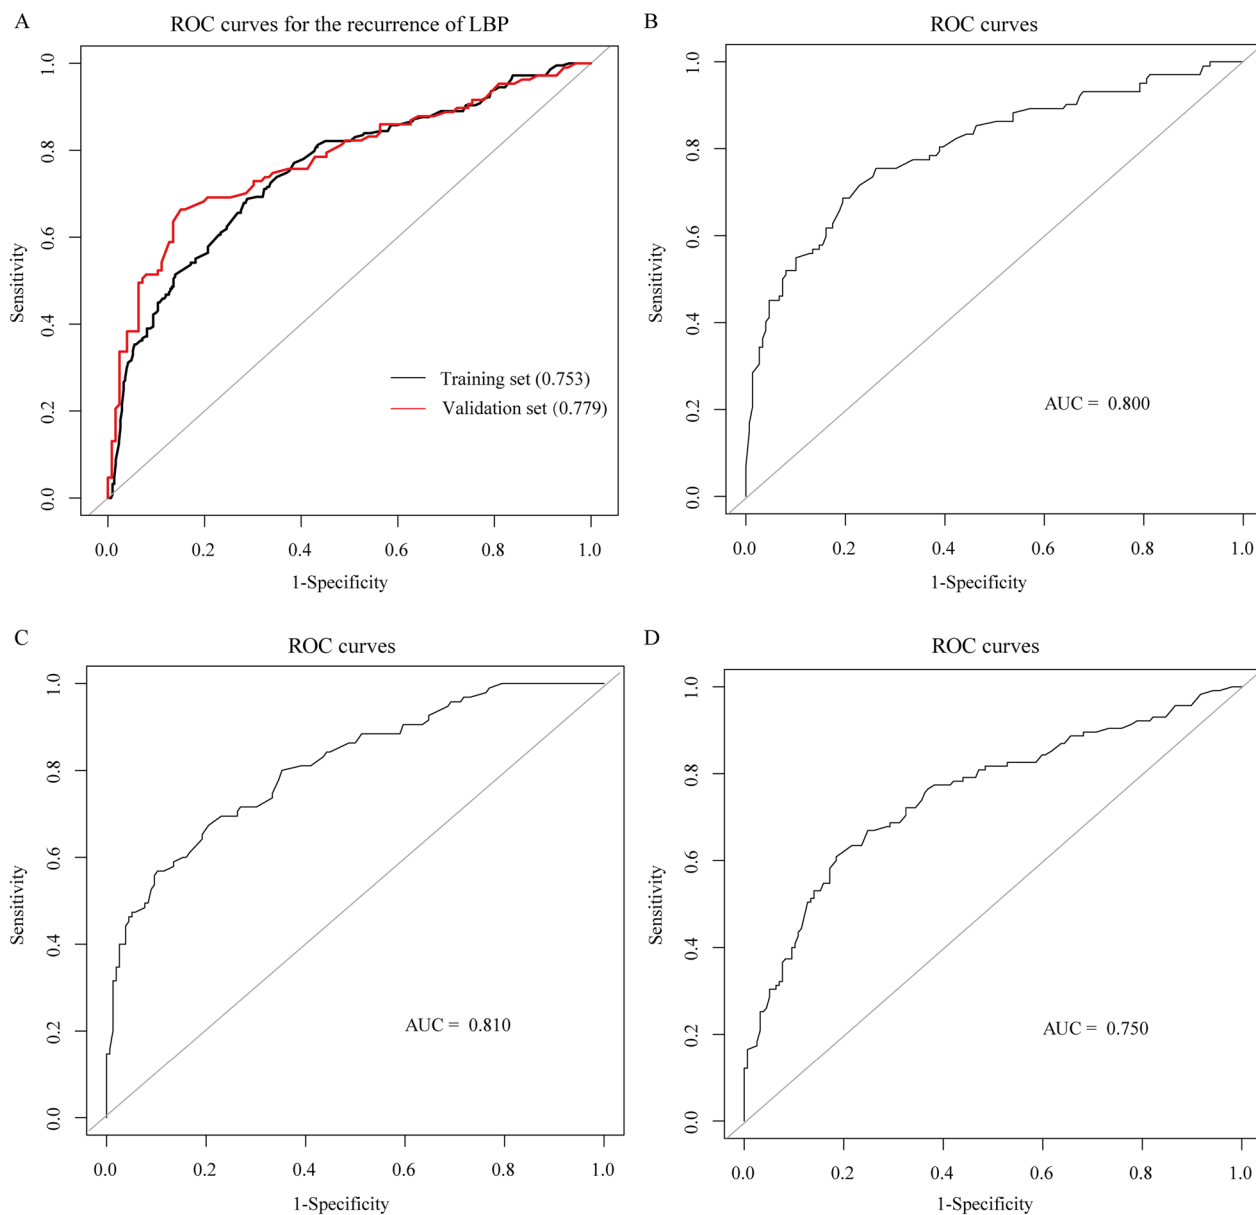 A
ROC curves for the recurrence of LBP
Sensitivity
1.0
0.8
0.6
0.4
0.2
0.0
Training set (0.753)
Validation set (0.779)
0.0 0.2 0.4 0.6 0.8 1.0
1-Specificity
B
ROC curves
Sensitivity
1.0
0.8
0.6
0.4
0.2
0.0
AUC = 0.800
0.0 0.2 0.4 0.6 0.8 1.0
1-Specificity
C
ROC curves
Sensitivity
1.0
0.8
0.6
0.4
0.2
0.0
AUC = 0.810
0.0 0.2 0.4 0.6 0.8 1.0
1-Specificity
D
ROC curves
Sensitivity
1.0
0.8
0.6
0.4
0.2
0.0
AUC = 0.750
0.0 0.2 0.4 0.6 0.8 1.0
1-Specificity